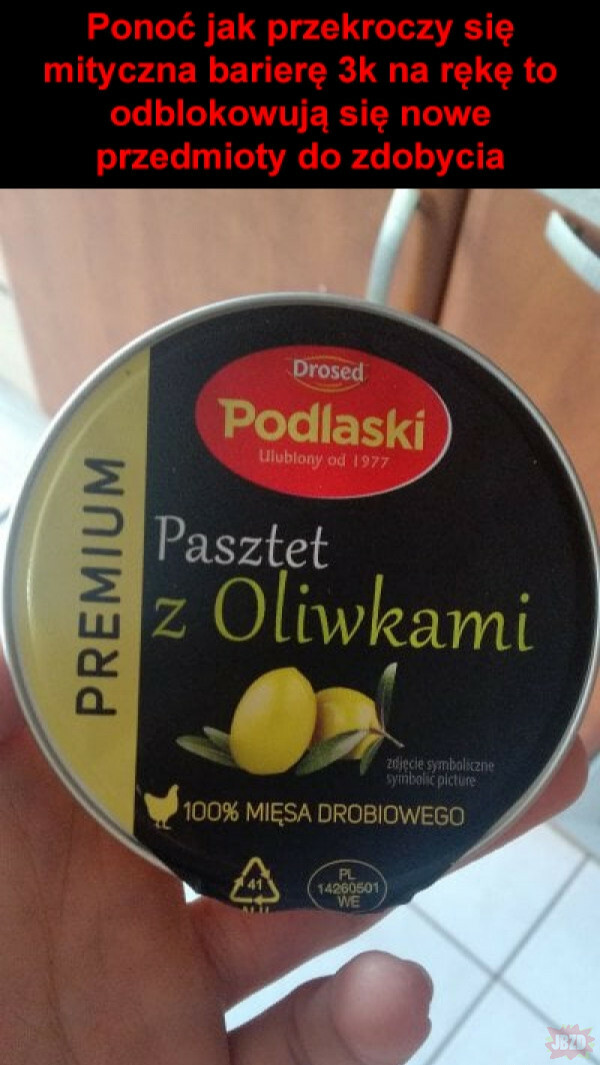 Ponoć jak przekroczy się
mityczna barierę 3k na rękę to
odblokowują się nowe
przedmioty do zdobycia
Drosed
Podlaski
Ulubiony od 1977
PREMIUM
Pasztet
z Oliwkami
zdjęcie symboliczne
symbolic picture
100% MIĘSA DROBIOWEGO
41
PL
14260501
WE
JBZD